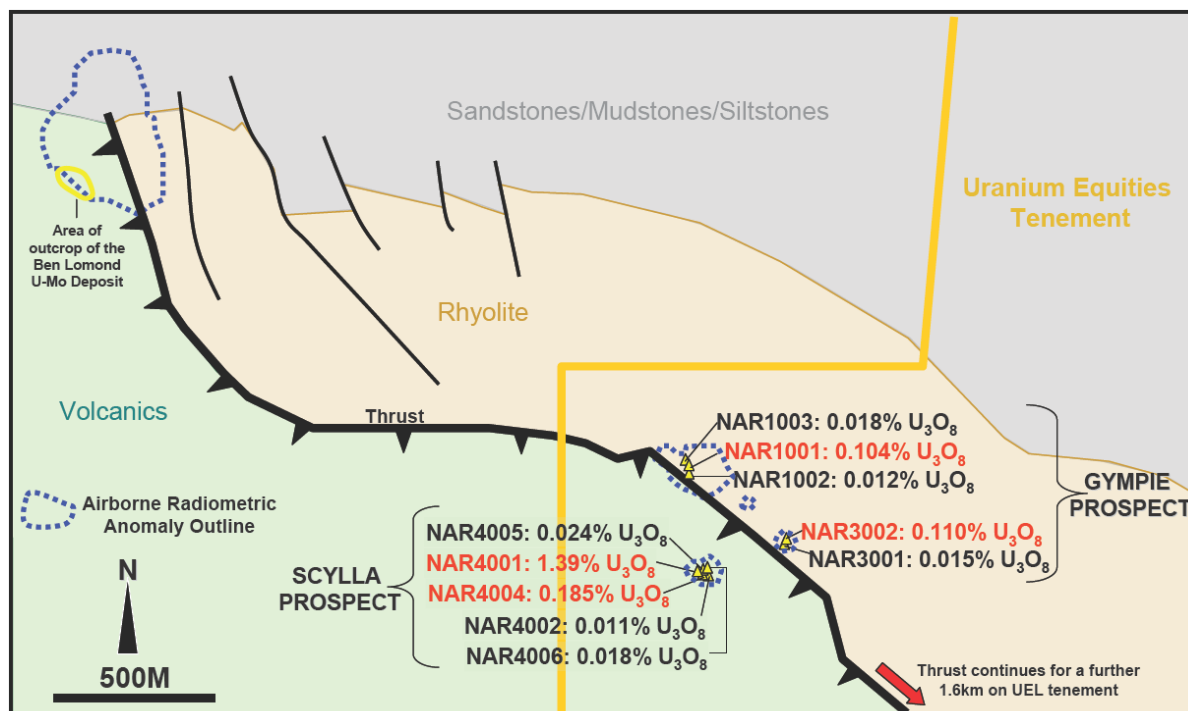 Sandstones/Mudstones/Siltstones
Uranium Equities
Tenement
Area of
outcrop of the
Ben Lomond
U-Mo Deposit
Rhyolite
Volcanics
Thrust
NAR1003: 0.018% U₃O₈
NAR1001: 0.104% U₃O₈
NAR1002: 0.012% U₃O₈
GYMPIE
PROSPECT
NAR3002: 0.110% U₃O₈
NAR3001: 0.015% U₃O₈
Airborne Radiometric
Anomaly Outline
NAR4005: 0.024% U₃O₈
NAR4001: 1.39% U₃O₈
NAR4004: 0.185% U₃O₈
NAR4002: 0.011% U₃O₈
NAR4006: 0.018% U₃O₈
SCYLLA
PROSPECT
N
500M
Thrust continues for a further
1.6km on UEL tenement